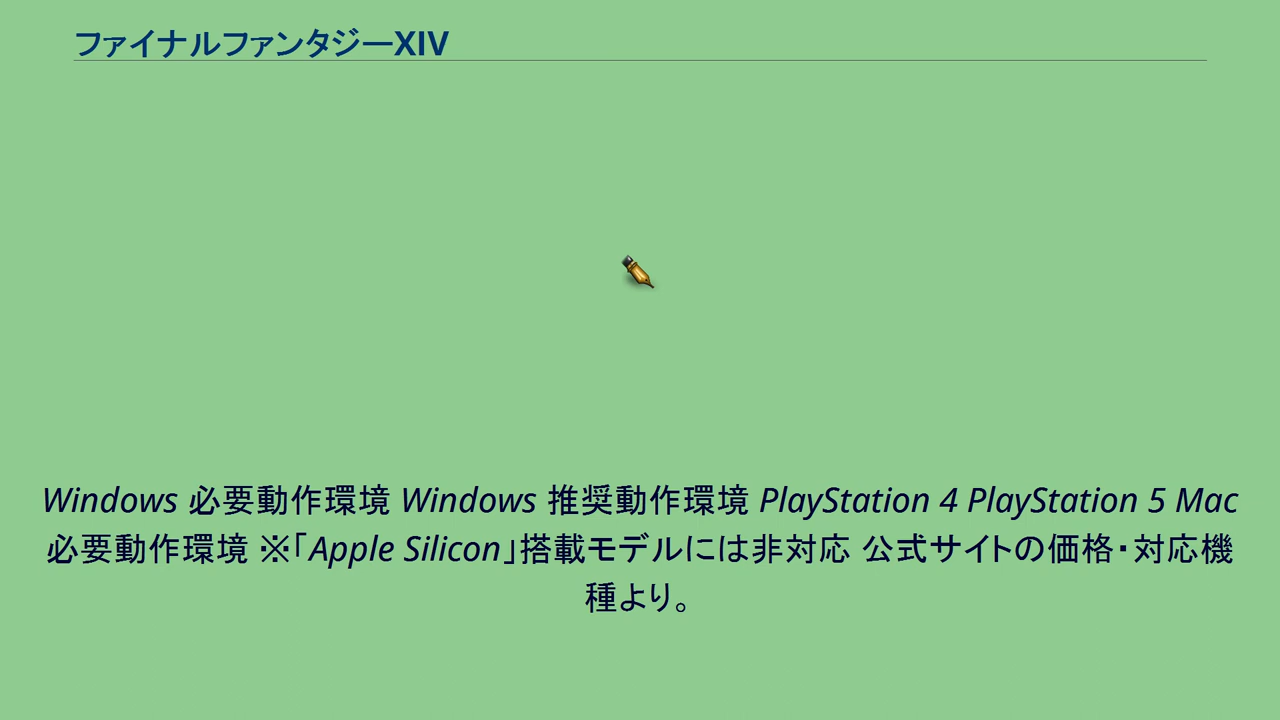 ファイナルファンタジーXIV
Windows 必要動作環境 Windows 推奨動作環境 PlayStation 4 PlayStation 5 Mac
必要動作環境 ※「Apple Silicon」搭載モデルには非対応 公式サイトの価格・対応機
種より。